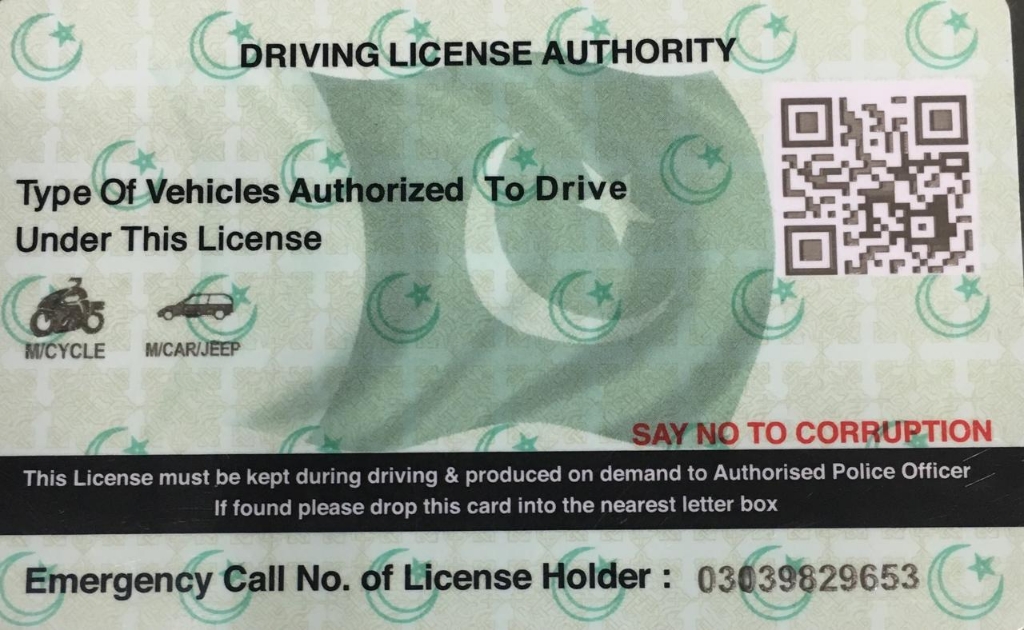 DRIVING LICENSE AUTHORITY
Type Of Vehicles Authorized To Drive
Under This License
M/CYCLE M/CAR/JEEP
SAY NO TO CORRUPTION
This License must be kept during driving & produced on demand to Authorised Police Officer
If found please drop this card into the nearest letter box
Emergency Call No. of License Holder : 03039829653